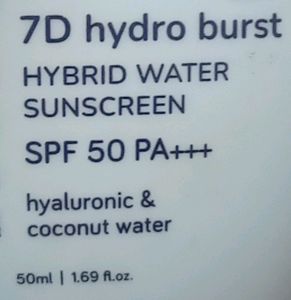 7D hydro burst
HYBRID WATER
SUNSCREEN
SPF 50 PA+++
hyaluronic &
coconut water
50ml | 1.69 fl.oz.